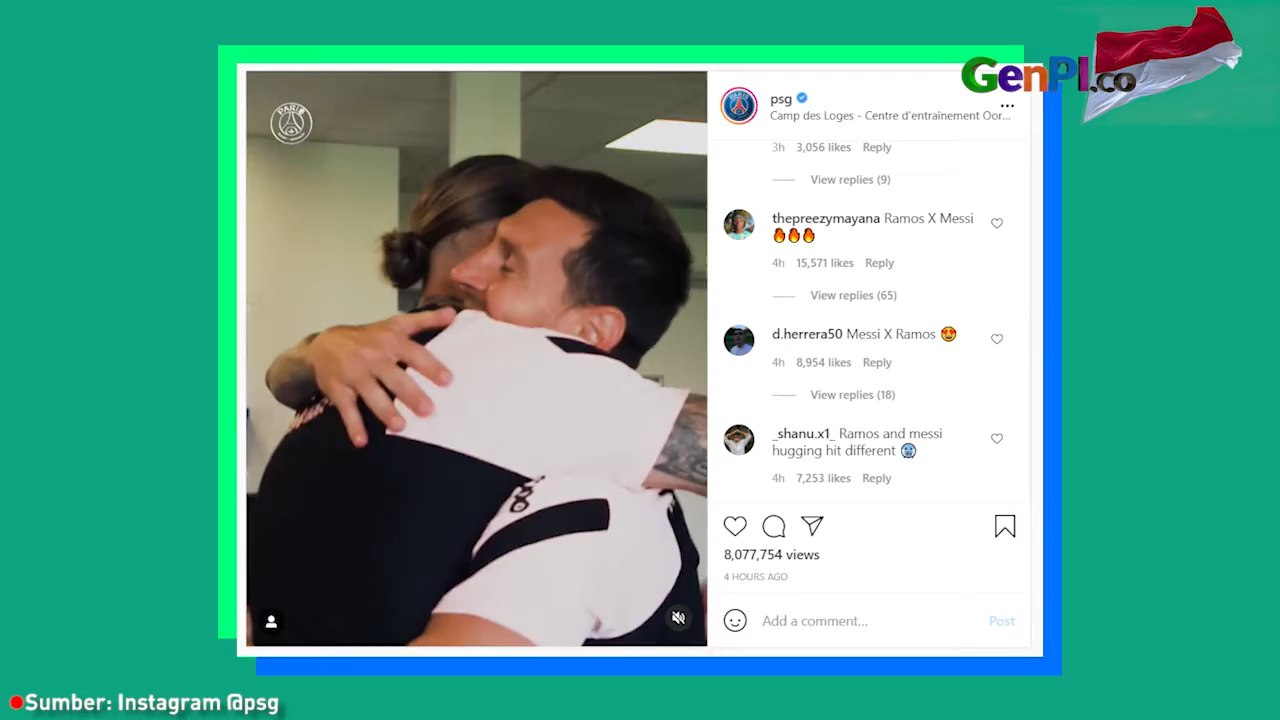 GenPI.co
PARIS
psg
Camp des Loges - Centre d'entraînement Oor...
3h 3,056 likes Reply
View replies (9)
thepreezymayana Ramos X Messi
🔥🔥🔥
4h 15,571 likes Reply
View replies (65)
d.herrera50 Messi X Ramos 😍
4h 8,954 likes Reply
View replies (18)
_shanu.x1_ Ramos and messi
hugging hit different 🥶
4h 7,253 likes Reply
8,077,754 views
4 HOURS AGO
Add a comment...
Post
Sumber: Instagram @psg